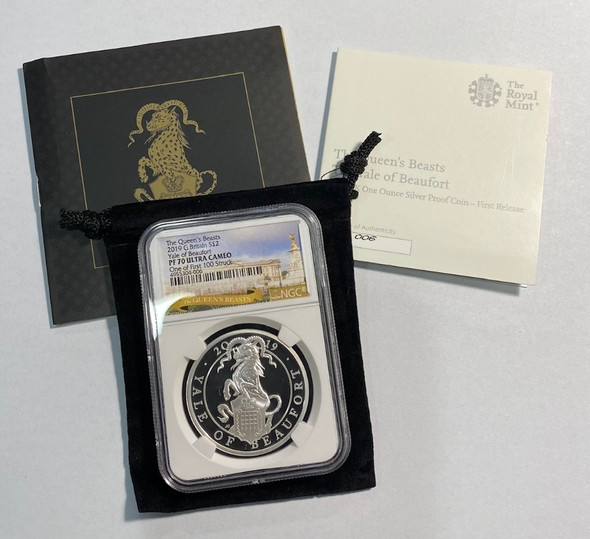 The
Royal
Mint®
The Queen's Beasts
Yale of Beaufort
One Ounce Silver Proof Coin – First Release
of Authenticity
006
The Queen's Beasts
2019 G.Britain S£2
Yale of Beaufort
PF 70 ULTRA CAMEO
One of First 100 Struck
The QUEEN'S BEASTS
NGC
2019
YALE OF BEAUFORT